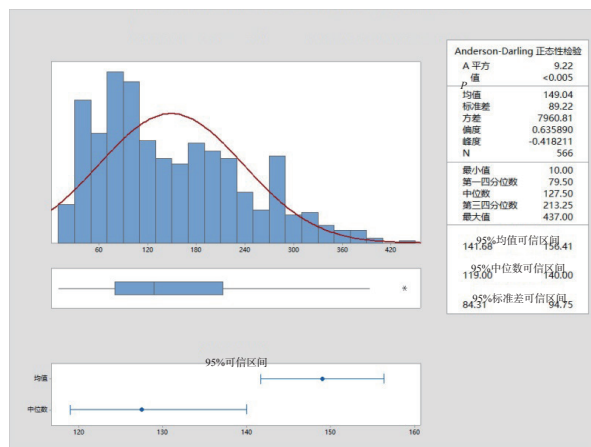 Anderson-Darling 正态性检验
A 平方 9.22
P 值 <0.005
均值 149.04
标准差 89.22
方差 7960.81
偏度 0.635890
峰度 -0.418211
N 566
最小值 10.00
第一四分位数 79.50
中位数 127.50
第三四分位数 213.25
最大值 437.00
95%均值可信区间
141.68 156.41
95%中位数可信区间
119.00 140.00
95%标准差可信区间
84.31 94.75
60 120 180 240 300 360 420
*
95%可信区间
均值
中位数
120 130 140 150 160